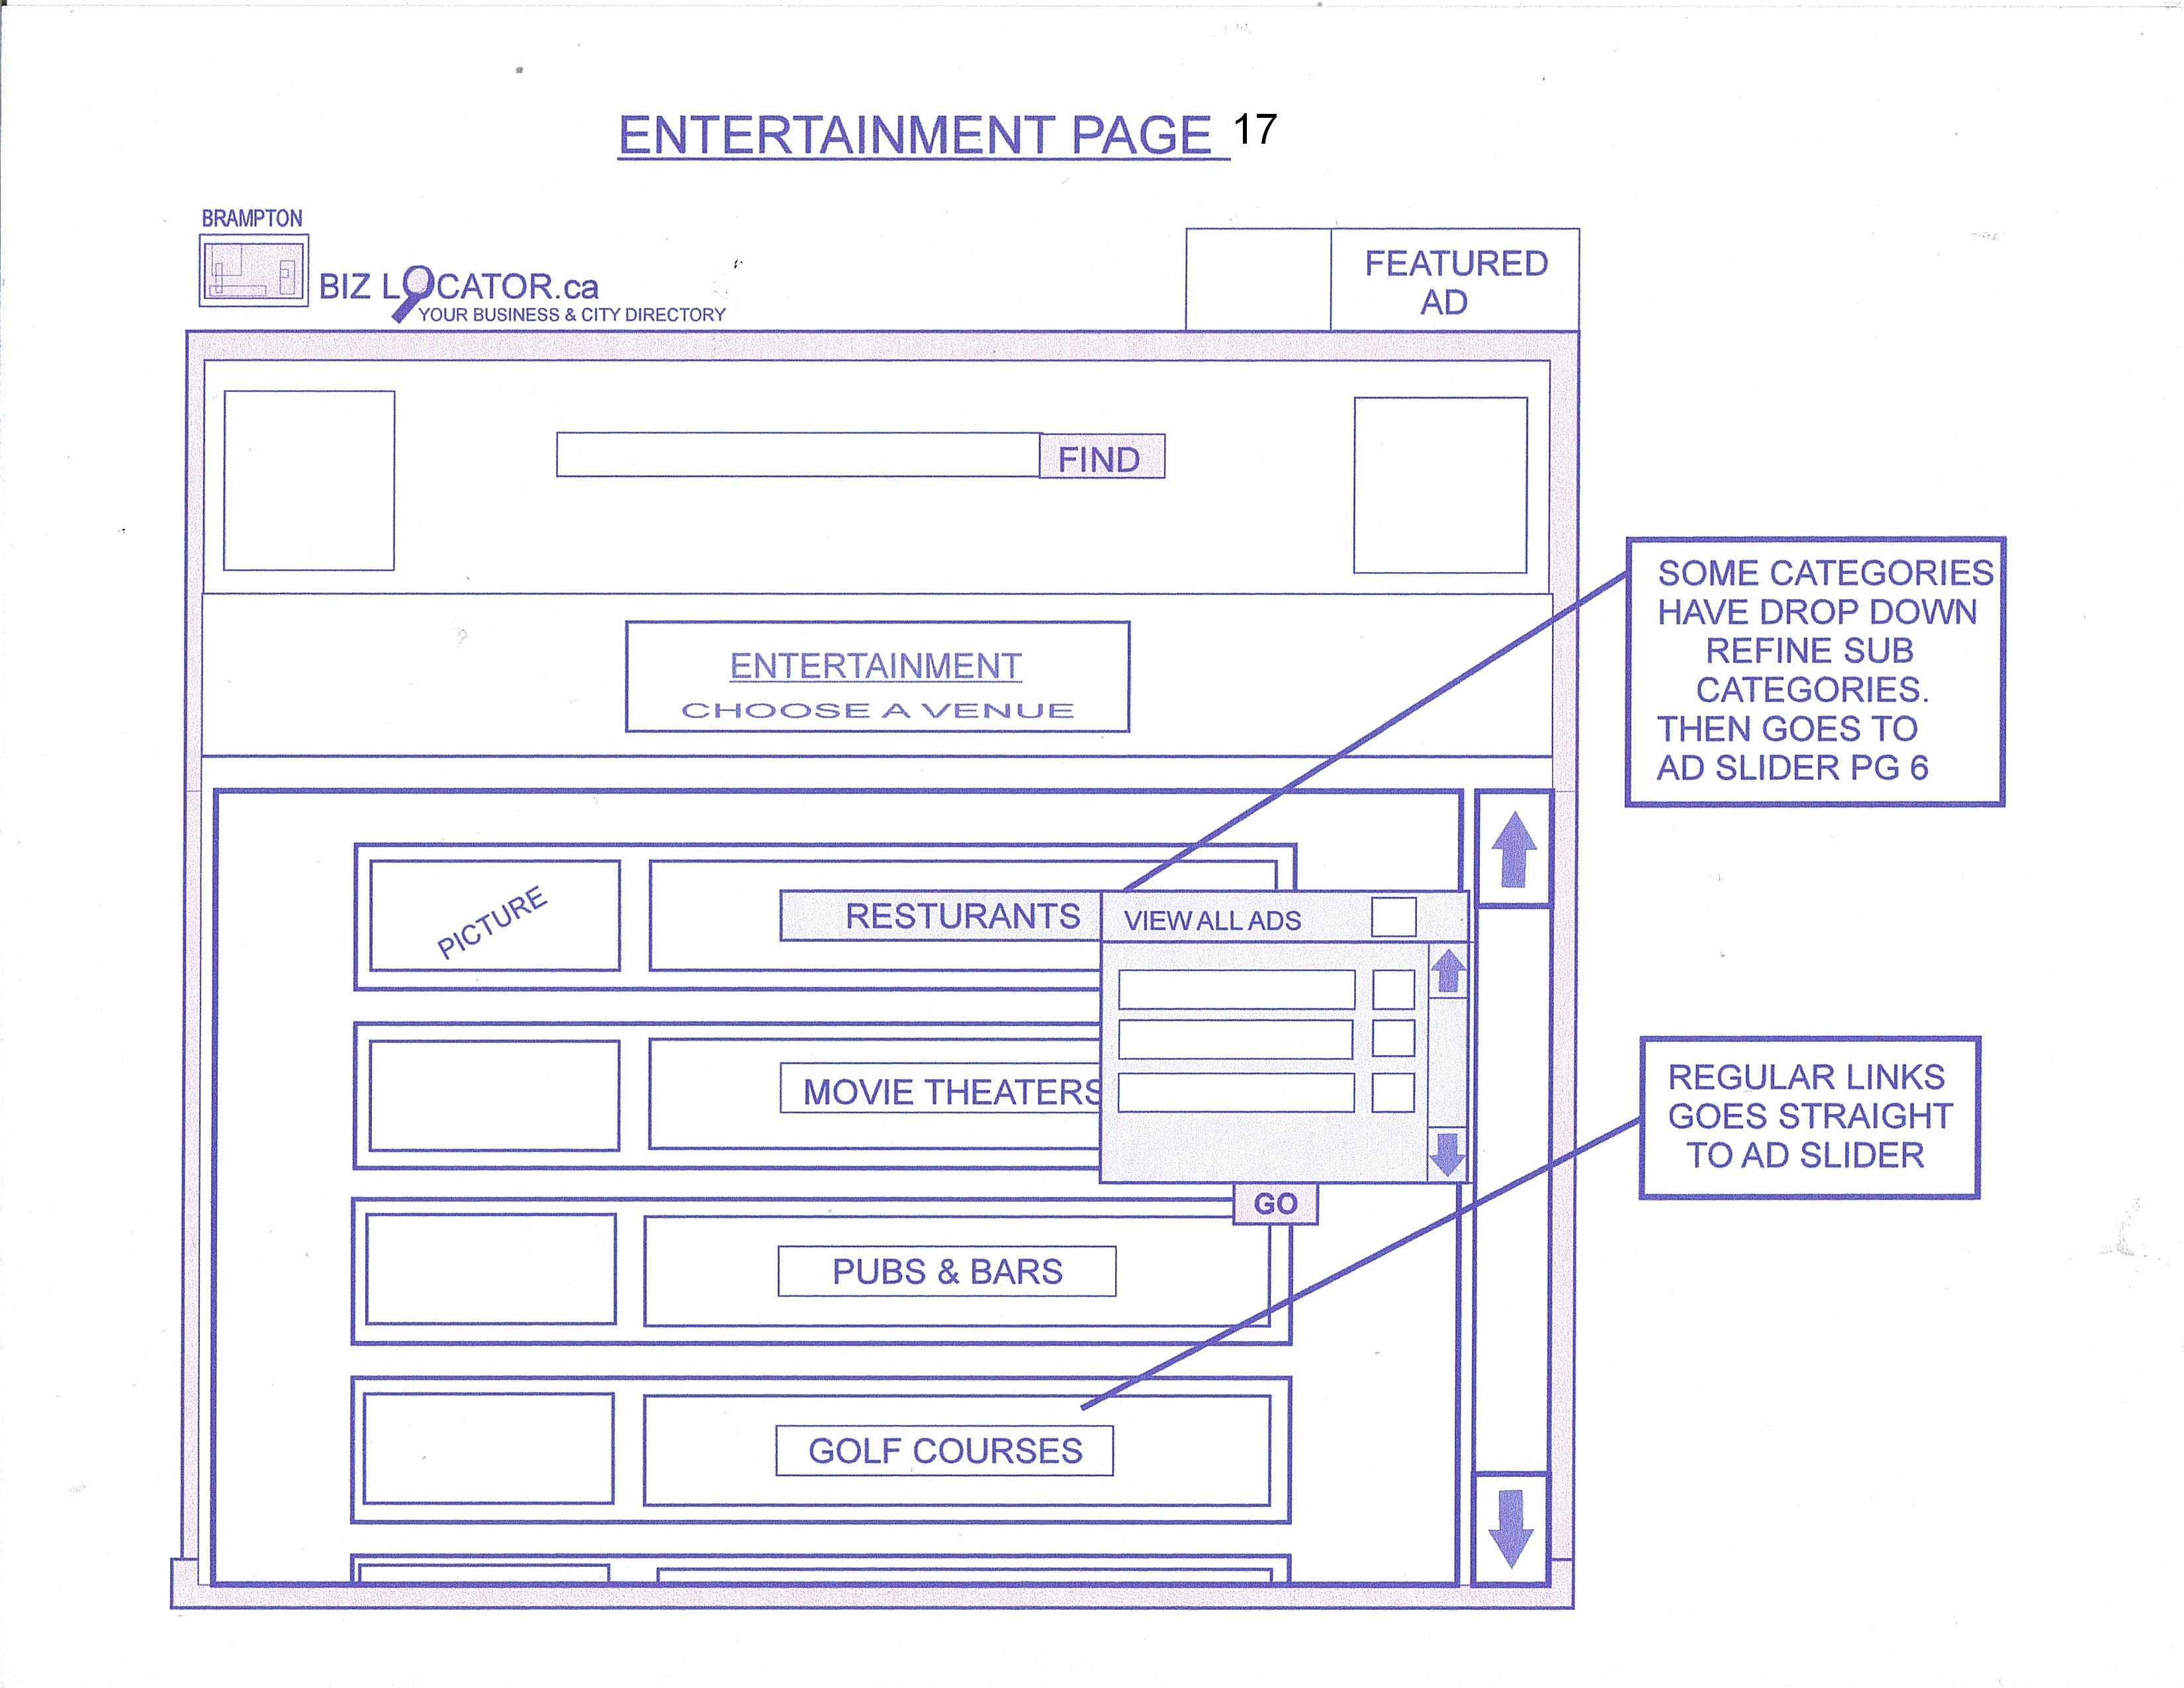 ENTERTAINMENT PAGE 17
BRAMPTON
BIZ LOCATOR.ca
YOUR BUSINESS & CITY DIRECTORY
FEATURED
AD
FIND
ENTERTAINMENT
CHOOSE A VENUE
SOME CATEGORIES
HAVE DROP DOWN
REFINE SUB
CATEGORIES.
THEN GOES TO
AD SLIDER PG 6
PICTURE
RESTURANTS
VIEW ALL ADS
MOVIE THEATERS
REGULAR LINKS
GOES STRAIGHT
TO AD SLIDER
GO
PUBS & BARS
GOLF COURSES